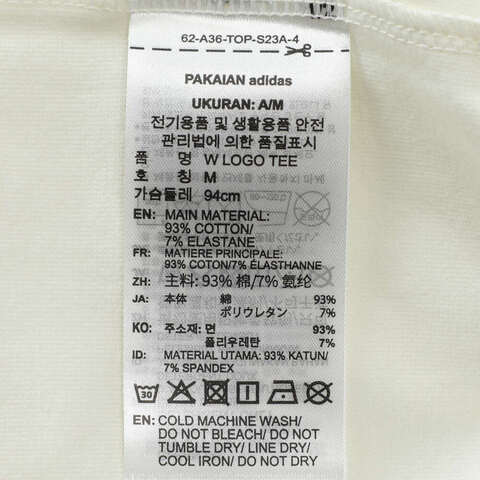 62-A36-TOP-S23A-4
PAKAIAN adidas
UKURAN: A/M
전기용품 및 생활용품 안전
관리법에 의한 품질표시
품 명 W LOGO TEE
호 칭 M
가슴둘레 94cm
EN: MAIN MATERIAL:
93% COTTON/
7% ELASTANE
FR: MATIERE PRINCIPALE:
93% COTON/7% ÉLASTHANNE
ZH: 主料: 93% 棉/7% 氨纶
JA: 本体 綿 93%
ポリウレタン 7%
KO: 주소재: 면 93%
폴리우레탄 7%
ID: MATERIAL UTAMA: 93% KATUN/
7% SPANDEX
30
EN: COLD MACHINE WASH/
DO NOT BLEACH/ DO NOT
TUMBLE DRY/ LINE DRY/
COOL IRON/ DO NOT DRY